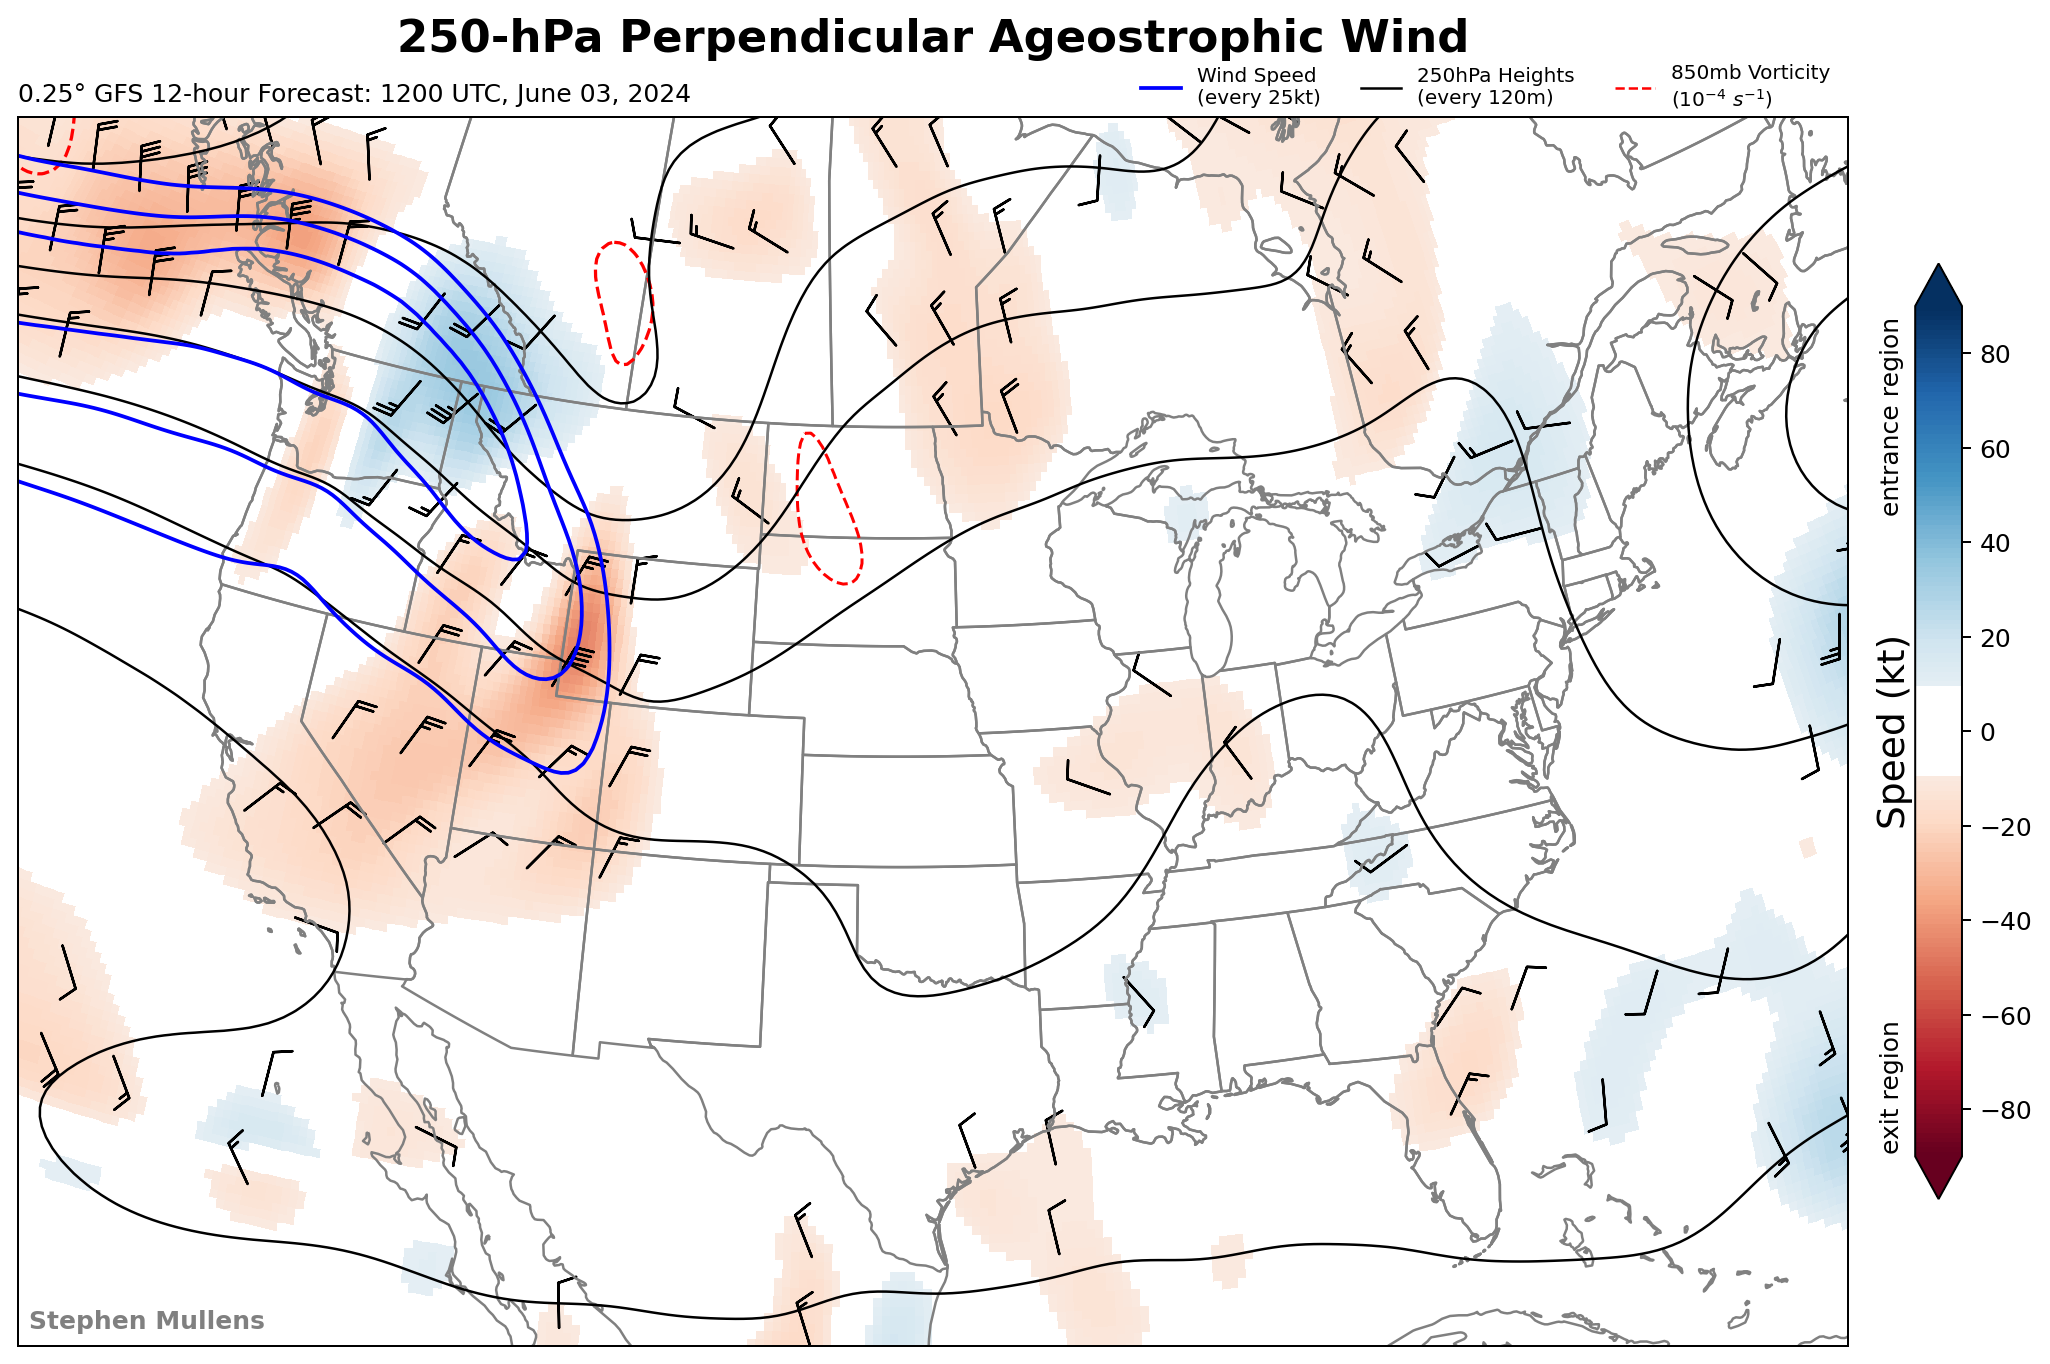 250-hPa Perpendicular Ageostrophic Wind
0.25° GFS 12-hour Forecast: 1200 UTC, June 03, 2024
Wind Speed
(every 25kt)
250hPa Heights
(every 120m)
850mb Vorticity
(10⁻⁴ s⁻¹)
entrance region
Speed (kt)
exit region
80
60
40
20
0
−20
−40
−60
−80
Stephen Mullens